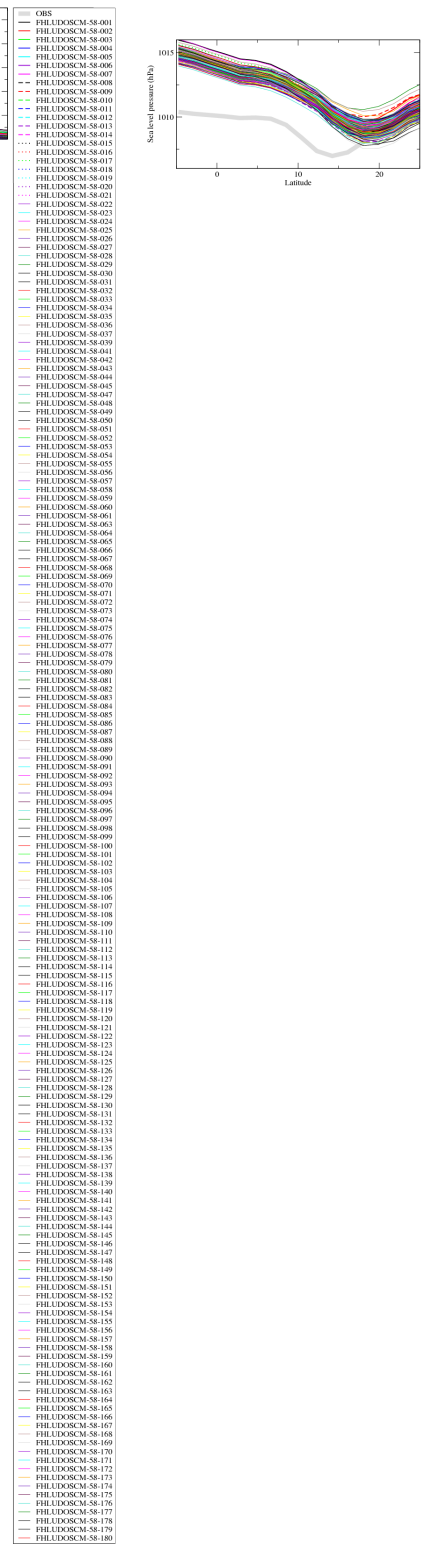 OBS
FHLUDOSCM-58-001
FHLUDOSCM-58-002
FHLUDOSCM-58-003
FHLUDOSCM-58-004
FHLUDOSCM-58-005
FHLUDOSCM-58-006
FHLUDOSCM-58-007
FHLUDOSCM-58-008
FHLUDOSCM-58-009
FHLUDOSCM-58-010
FHLUDOSCM-58-011
FHLUDOSCM-58-012
FHLUDOSCM-58-013
FHLUDOSCM-58-014
FHLUDOSCM-58-015
FHLUDOSCM-58-016
FHLUDOSCM-58-017
FHLUDOSCM-58-018
FHLUDOSCM-58-019
FHLUDOSCM-58-020
FHLUDOSCM-58-021
FHLUDOSCM-58-022
FHLUDOSCM-58-023
FHLUDOSCM-58-024
FHLUDOSCM-58-025
FHLUDOSCM-58-026
FHLUDOSCM-58-027
FHLUDOSCM-58-028
FHLUDOSCM-58-029
FHLUDOSCM-58-030
FHLUDOSCM-58-031
FHLUDOSCM-58-032
FHLUDOSCM-58-033
FHLUDOSCM-58-034
FHLUDOSCM-58-035
FHLUDOSCM-58-036
FHLUDOSCM-58-037
FHLUDOSCM-58-039
FHLUDOSCM-58-041
FHLUDOSCM-58-042
FHLUDOSCM-58-043
FHLUDOSCM-58-044
FHLUDOSCM-58-045
FHLUDOSCM-58-047
FHLUDOSCM-58-048
FHLUDOSCM-58-049
FHLUDOSCM-58-050
FHLUDOSCM-58-051
FHLUDOSCM-58-052
FHLUDOSCM-58-053
FHLUDOSCM-58-054
FHLUDOSCM-58-055
FHLUDOSCM-58-056
FHLUDOSCM-58-057
FHLUDOSCM-58-058
FHLUDOSCM-58-059
FHLUDOSCM-58-060
FHLUDOSCM-58-061
FHLUDOSCM-58-063
FHLUDOSCM-58-064
FHLUDOSCM-58-065
FHLUDOSCM-58-066
FHLUDOSCM-58-067
FHLUDOSCM-58-068
FHLUDOSCM-58-069
FHLUDOSCM-58-070
FHLUDOSCM-58-071
FHLUDOSCM-58-072
FHLUDOSCM-58-073
FHLUDOSCM-58-074
FHLUDOSCM-58-075
FHLUDOSCM-58-076
FHLUDOSCM-58-077
FHLUDOSCM-58-078
FHLUDOSCM-58-079
FHLUDOSCM-58-080
FHLUDOSCM-58-081
FHLUDOSCM-58-082
FHLUDOSCM-58-083
FHLUDOSCM-58-084
FHLUDOSCM-58-085
FHLUDOSCM-58-086
FHLUDOSCM-58-087
FHLUDOSCM-58-088
FHLUDOSCM-58-089
FHLUDOSCM-58-090
FHLUDOSCM-58-091
FHLUDOSCM-58-092
FHLUDOSCM-58-093
FHLUDOSCM-58-094
FHLUDOSCM-58-095
FHLUDOSCM-58-096
FHLUDOSCM-58-097
FHLUDOSCM-58-098
FHLUDOSCM-58-099
FHLUDOSCM-58-100
FHLUDOSCM-58-101
FHLUDOSCM-58-102
FHLUDOSCM-58-103
FHLUDOSCM-58-104
FHLUDOSCM-58-105
FHLUDOSCM-58-106
FHLUDOSCM-58-107
FHLUDOSCM-58-108
FHLUDOSCM-58-109
FHLUDOSCM-58-110
FHLUDOSCM-58-111
FHLUDOSCM-58-112
FHLUDOSCM-58-113
FHLUDOSCM-58-114
FHLUDOSCM-58-115
FHLUDOSCM-58-116
FHLUDOSCM-58-117
FHLUDOSCM-58-118
FHLUDOSCM-58-119
FHLUDOSCM-58-120
FHLUDOSCM-58-121
FHLUDOSCM-58-122
FHLUDOSCM-58-123
FHLUDOSCM-58-124
FHLUDOSCM-58-125
FHLUDOSCM-58-126
FHLUDOSCM-58-127
FHLUDOSCM-58-128
FHLUDOSCM-58-129
FHLUDOSCM-58-130
FHLUDOSCM-58-131
FHLUDOSCM-58-132
FHLUDOSCM-58-133
FHLUDOSCM-58-134
FHLUDOSCM-58-135
FHLUDOSCM-58-136
FHLUDOSCM-58-137
FHLUDOSCM-58-138
FHLUDOSCM-58-139
FHLUDOSCM-58-140
FHLUDOSCM-58-141
FHLUDOSCM-58-142
FHLUDOSCM-58-143
FHLUDOSCM-58-144
FHLUDOSCM-58-145
FHLUDOSCM-58-146
FHLUDOSCM-58-147
FHLUDOSCM-58-148
FHLUDOSCM-58-149
FHLUDOSCM-58-150
FHLUDOSCM-58-151
FHLUDOSCM-58-152
FHLUDOSCM-58-153
FHLUDOSCM-58-154
FHLUDOSCM-58-155
FHLUDOSCM-58-156
FHLUDOSCM-58-157
FHLUDOSCM-58-158
FHLUDOSCM-58-159
FHLUDOSCM-58-160
FHLUDOSCM-58-161
FHLUDOSCM-58-162
FHLUDOSCM-58-163
FHLUDOSCM-58-164
FHLUDOSCM-58-165
FHLUDOSCM-58-166
FHLUDOSCM-58-167
FHLUDOSCM-58-168
FHLUDOSCM-58-169
FHLUDOSCM-58-170
FHLUDOSCM-58-171
FHLUDOSCM-58-172
FHLUDOSCM-58-173
FHLUDOSCM-58-174
FHLUDOSCM-58-175
FHLUDOSCM-58-176
FHLUDOSCM-58-177
FHLUDOSCM-58-178
FHLUDOSCM-58-179
FHLUDOSCM-58-180
Sea level pressure (hPa)
1015
1010
0
20
Latitude